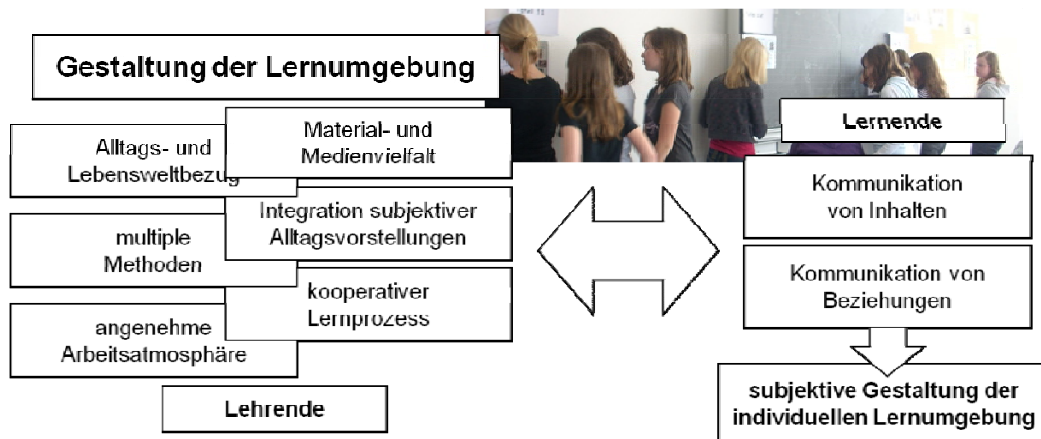 Gestaltung der Lernumgebung
Alltags- und
Lebensweltbezug
Material- und
Medienvielfalt
multiple
Methoden
Integration subjektiver
Alltagsvorstellungen
angenehme
Arbeitsatmosphäre
kooperativer
Lernprozess
Lehrende
Lernende
Kommunikation
von Inhalten
Kommunikation von
Beziehungen
subjektive Gestaltung der
individuellen Lernumgebung